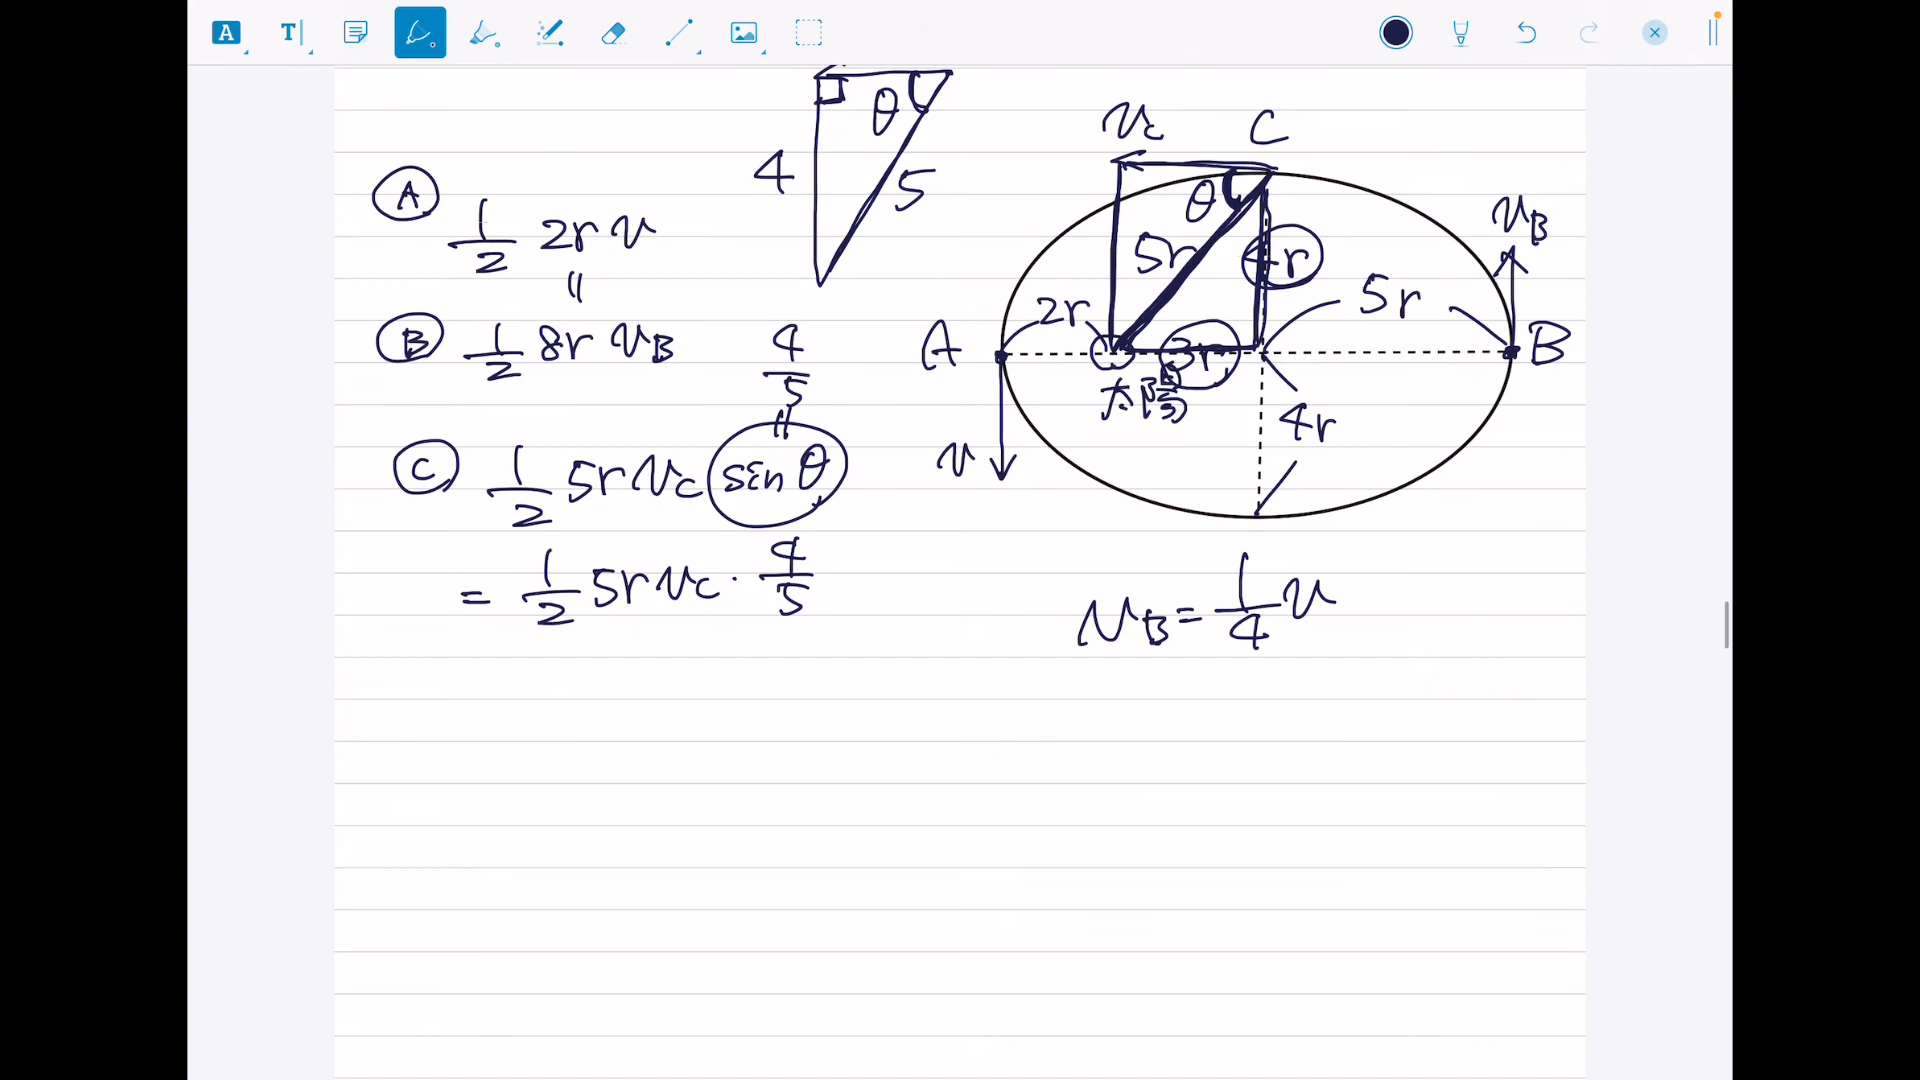 A T
θ
4
5
Ⓐ 1/2 2r v
=
Ⓑ 1/2 8r v_B
4/5
=
Ⓒ 1/2 5r v_C sin θ
= 1/2 5r v_C · 4/5
v_C
C
θ
5r
4r
v_B
2r
5r
A
3r
B
太陽
4r
v
v_B = 1/4 v